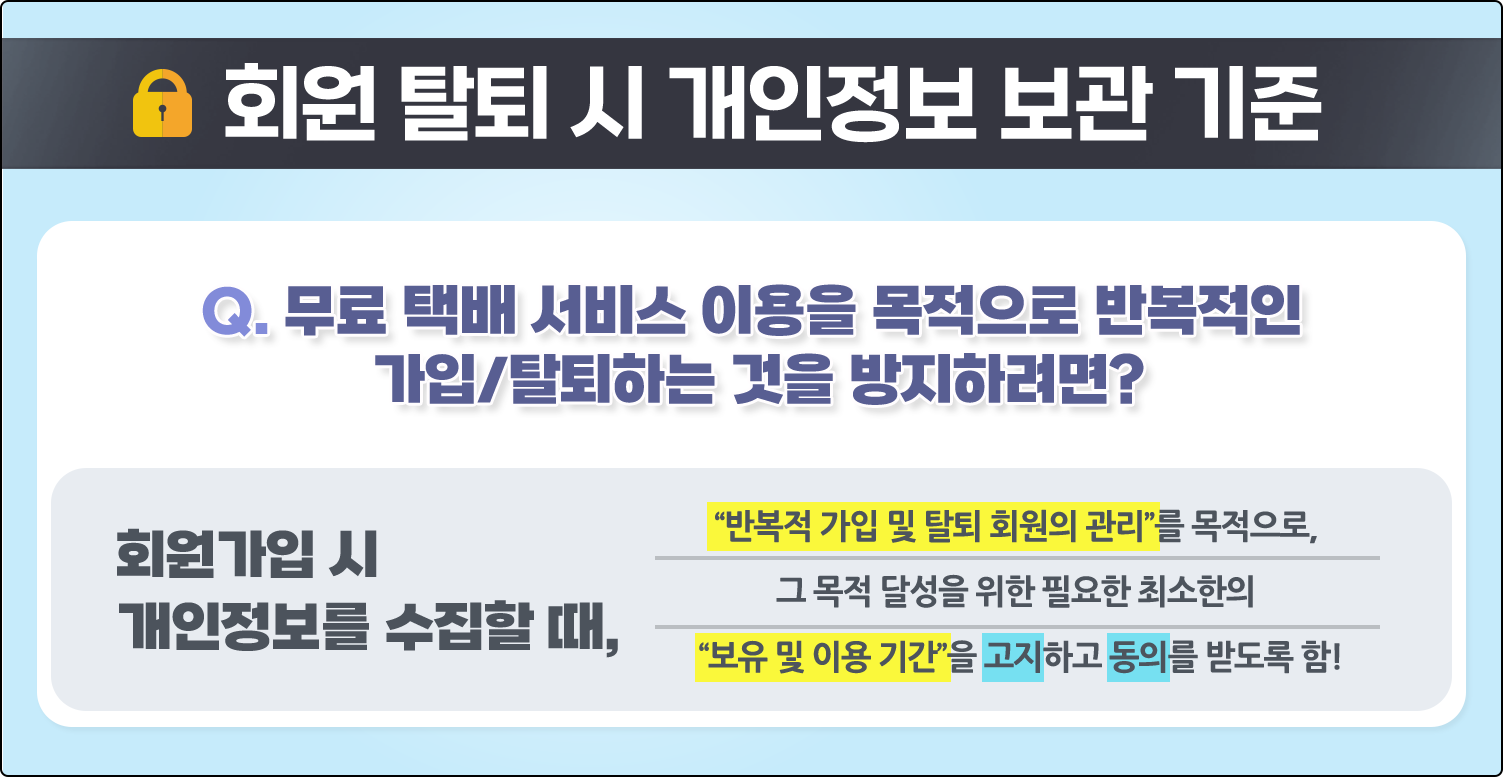 회원 탈퇴 시 개인정보 보관 기준
Q. 무료 택배 서비스 이용을 목적으로 반복적인
가입/탈퇴하는 것을 방지하려면?
회원가입 시
개인정보를 수집할 때,
“반복적 가입 및 탈퇴 회원의 관리”를 목적으로,
그 목적 달성을 위한 필요한 최소한의
“보유 및 이용 기간”을 고지하고 동의를 받도록 함!